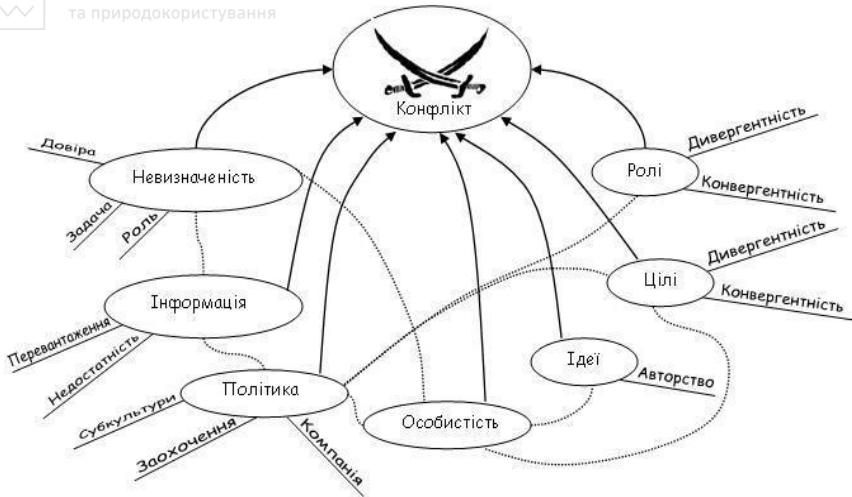 та природокористування
Конфлікт
Довіра
Невизначеність
Задача
Роль
Ролі
Дивергентність
Конвергентність
Інформація
Перевантаження
Недостатність
Цілі
Дивергентність
Конвергентність
Політика
Субкультури
Заохочення
Компанія
Особистість
Ідеї
Авторство